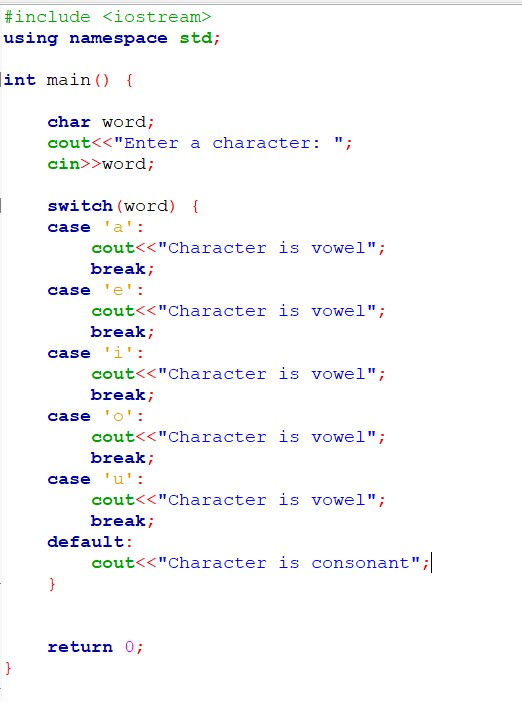 #include <iostream>
using namespace std;
int main() {
char word;
cout<<"Enter a character: ";
cin>>word;
switch(word) {
case 'a':
cout<<"Character is vowel";
break;
case 'e':
cout<<"Character is vowel";
break;
case 'i':
cout<<"Character is vowel";
break;
case 'o':
cout<<"Character is vowel";
break;
case 'u':
cout<<"Character is vowel";
break;
default:
cout<<"Character is consonant";
}
return 0;
}